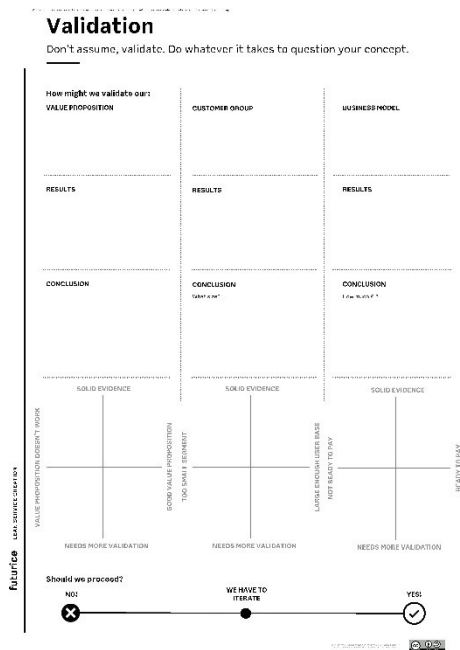 Validation
Don't assume, validate. Do whatever it takes to question your concept.
How might we validate our:
VALUE PROPOSITION
CUSTOMER GROUP
BUSINESS MODEL
RESULTS
RESULTS
RESULTS
CONCLUSION
CONCLUSION
CONCLUSION
SOLID EVIDENCE
SOLID EVIDENCE
SOLID EVIDENCE
VALUE PROPOSITION DOESN'T WORK
GOOD VALUE PROPOSITION
TOO SMALL SEGMENT
LARGE ENOUGH USER BASE
NOT READY TO PAY
READY TO PAY
NEEDS MORE VALIDATION
NEEDS MORE VALIDATION
NEEDS MORE VALIDATION
futurice
LEAN SERVICE CREATION
Should we proceed?
NO!
WE HAVE TO
ITERATE
YES!